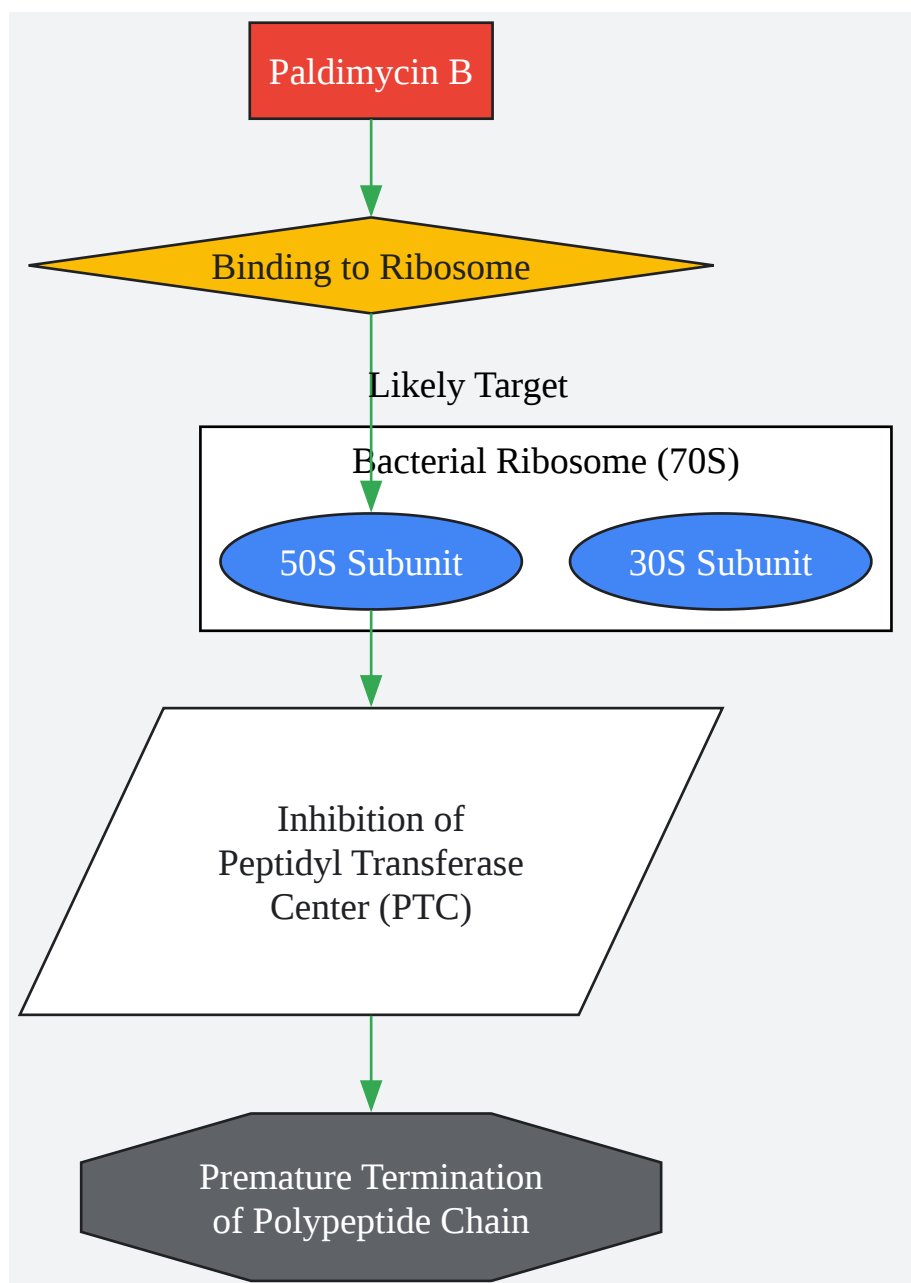 Paldimycin B
Binding to Ribosome
Likely Target
Bacterial Ribosome (70S)
50S Subunit
30S Subunit
Inhibition of
Peptidyl Transferase
Center (PTC)
Premature Termination
of Polypeptide Chain